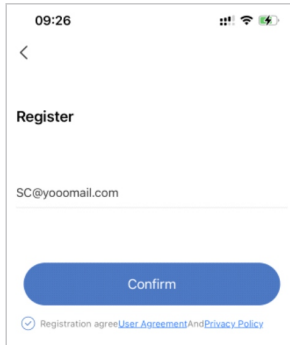 09:26
Register
SC@yooomail.com
Confirm
Registration agreeUser AgreementAndPrivacy Policy